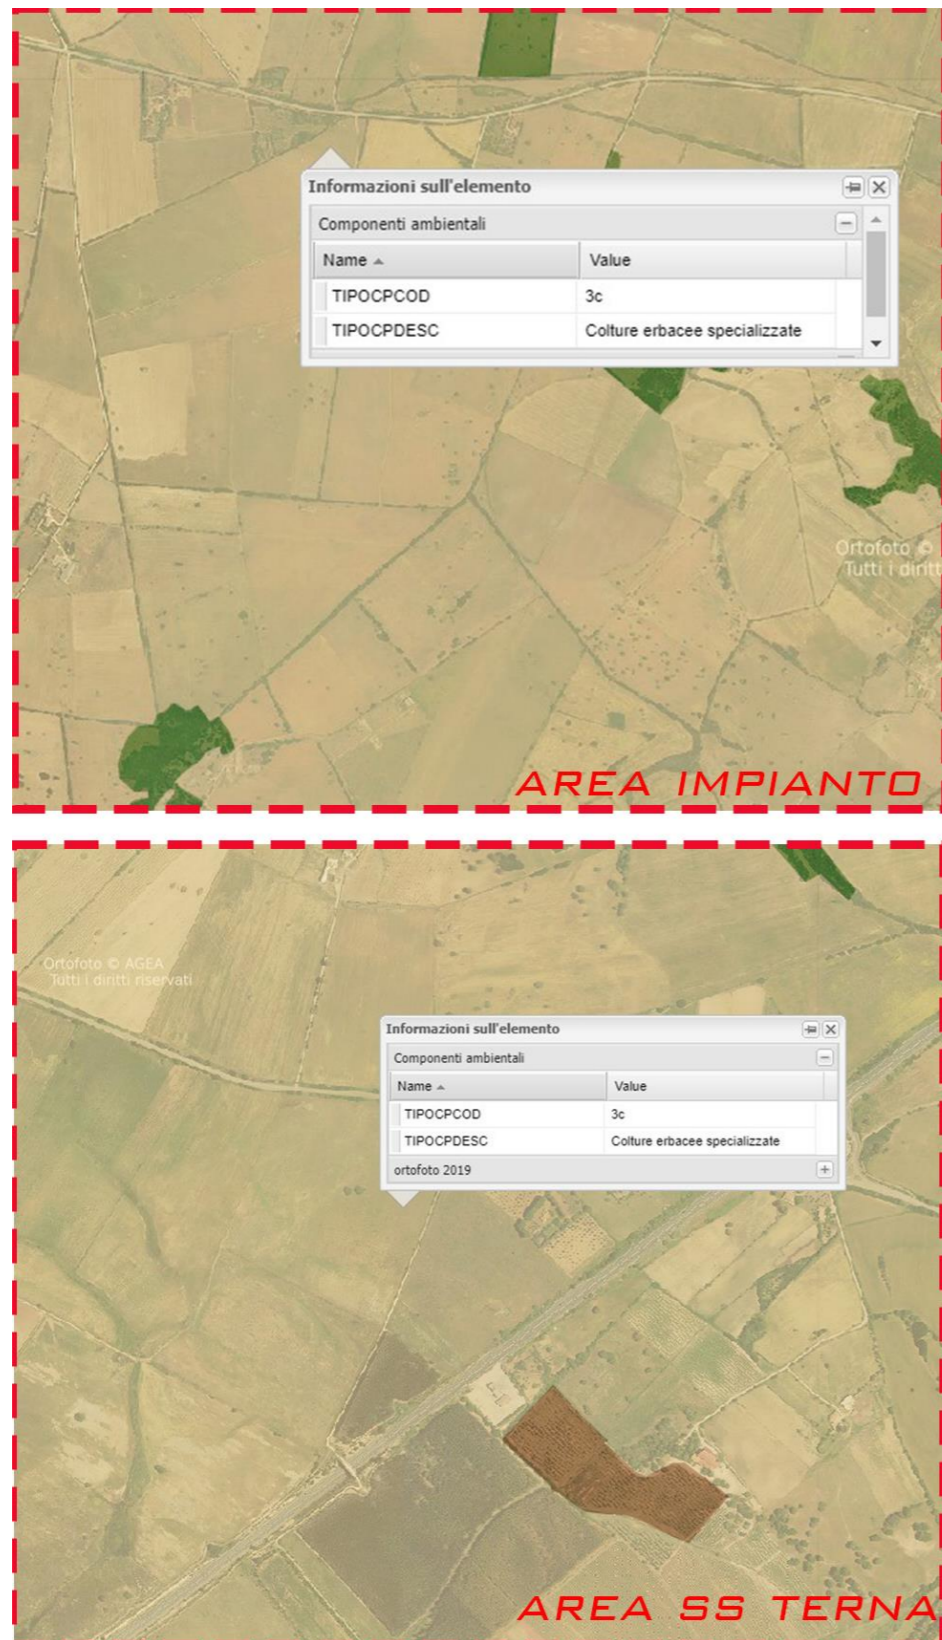 Informazioni sull'elemento
Componenti ambientali
Name Value
TIPOCPCOD 3c
TIPOCPDESC Colture erbacee specializzate
Ortofoto ©
Tutti i diritt
AREA IMPIANTO
Ortofoto © AGEA
Tutti i diritti riservati
Informazioni sull'elemento
Componenti ambientali
Name Value
TIPOCPCOD 3c
TIPOCPDESC Colture erbacee specializzate
ortofoto 2019
AREA SS TERNA